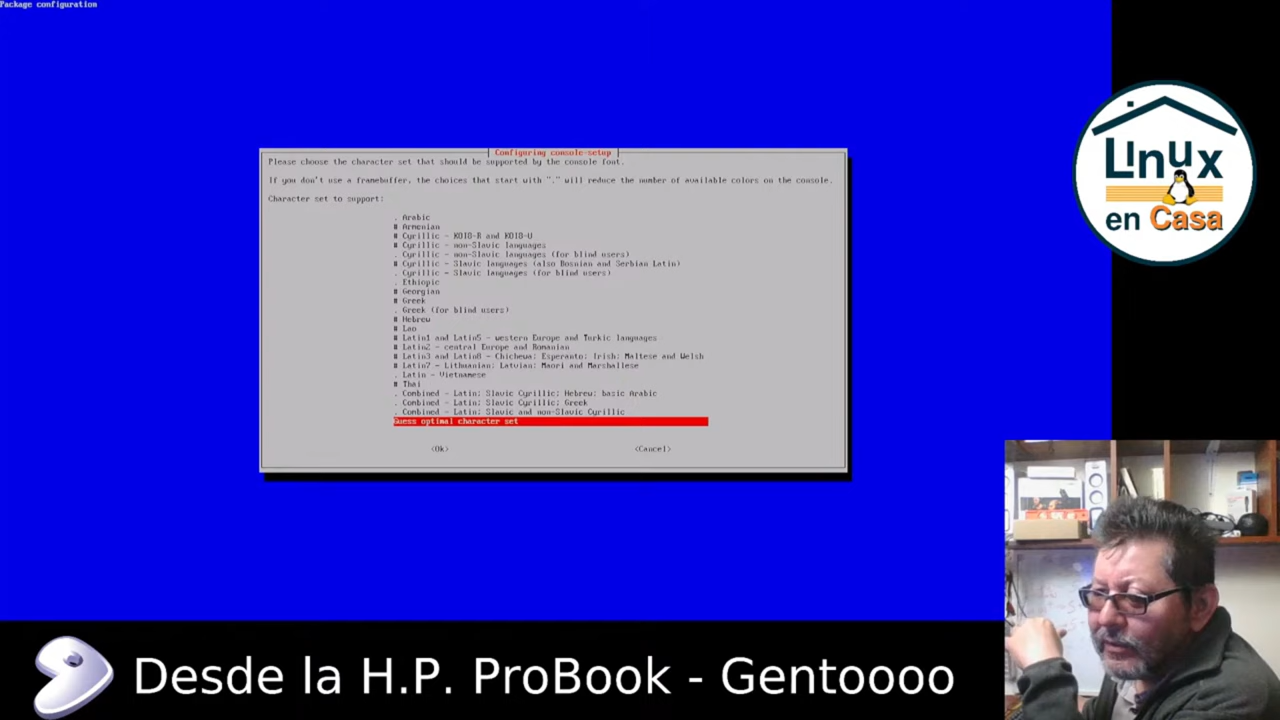 Package configuration
Configuring console-setup
Please choose the character set that should be supported by the console font.
If you don't use a framebuffer, the choices that start with "." will reduce the number of available colors on the console.
Character set to support:
. Arabic
# Armenian
# Cyrillic - KOI8-R and KOI8-U
# Cyrillic - non-Slavic languages
. Cyrillic - non-Slavic languages (for blind users)
# Cyrillic - Slavic languages (also Bosnian and Serbian Latin)
. Cyrillic - Slavic languages (for blind users)
. Ethiopic
# Georgian
# Greek
. Greek (for blind users)
# Hebrew
# Lao
# Latin1 and Latin5 - western Europe and Turkic languages
# Latin2 - central Europe and Romanian
# Latin3 and Latin8 - Chichewa; Esperanto; Irish; Maltese and Welsh
# Latin7 - Lithuanian; Latvian; Maori and Marshallese
. Latin - Vietnamese
# Thai
. Combined - Latin; Slavic Cyrillic; Hebrew; basic Arabic
. Combined - Latin; Slavic Cyrillic; Greek
. Combined - Latin; Slavic and non-Slavic Cyrillic
Guess optimal character set
<Ok> <Cancel>
Linux
en Casa
Desde la H.P. ProBook - Gentoooo